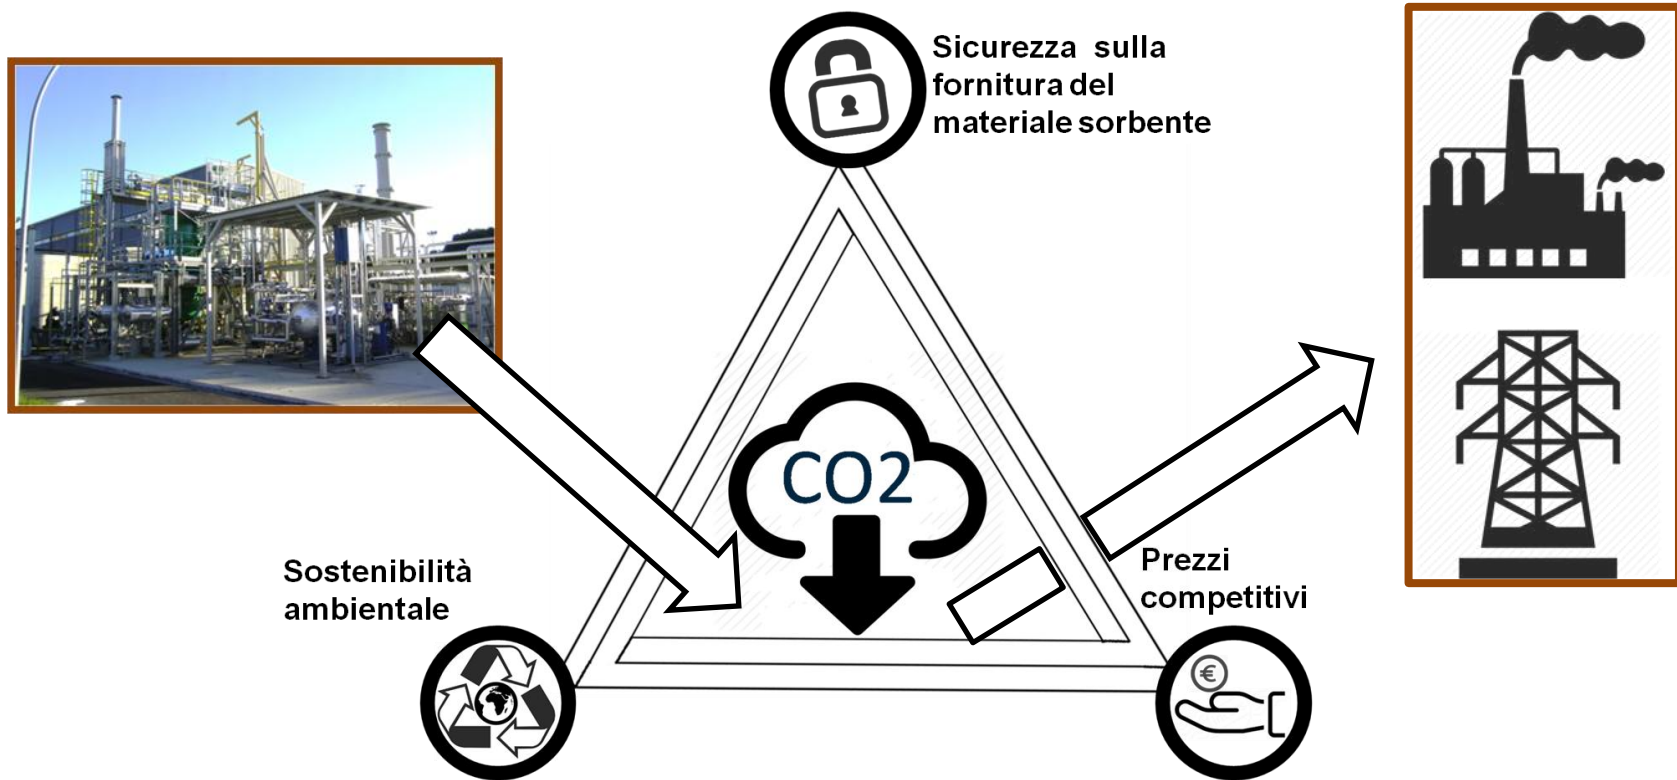 Sicurezza sulla
fornitura del
materiale sorbente
CO2
Sostenibilità
ambientale
Prezzi
competitivi
€